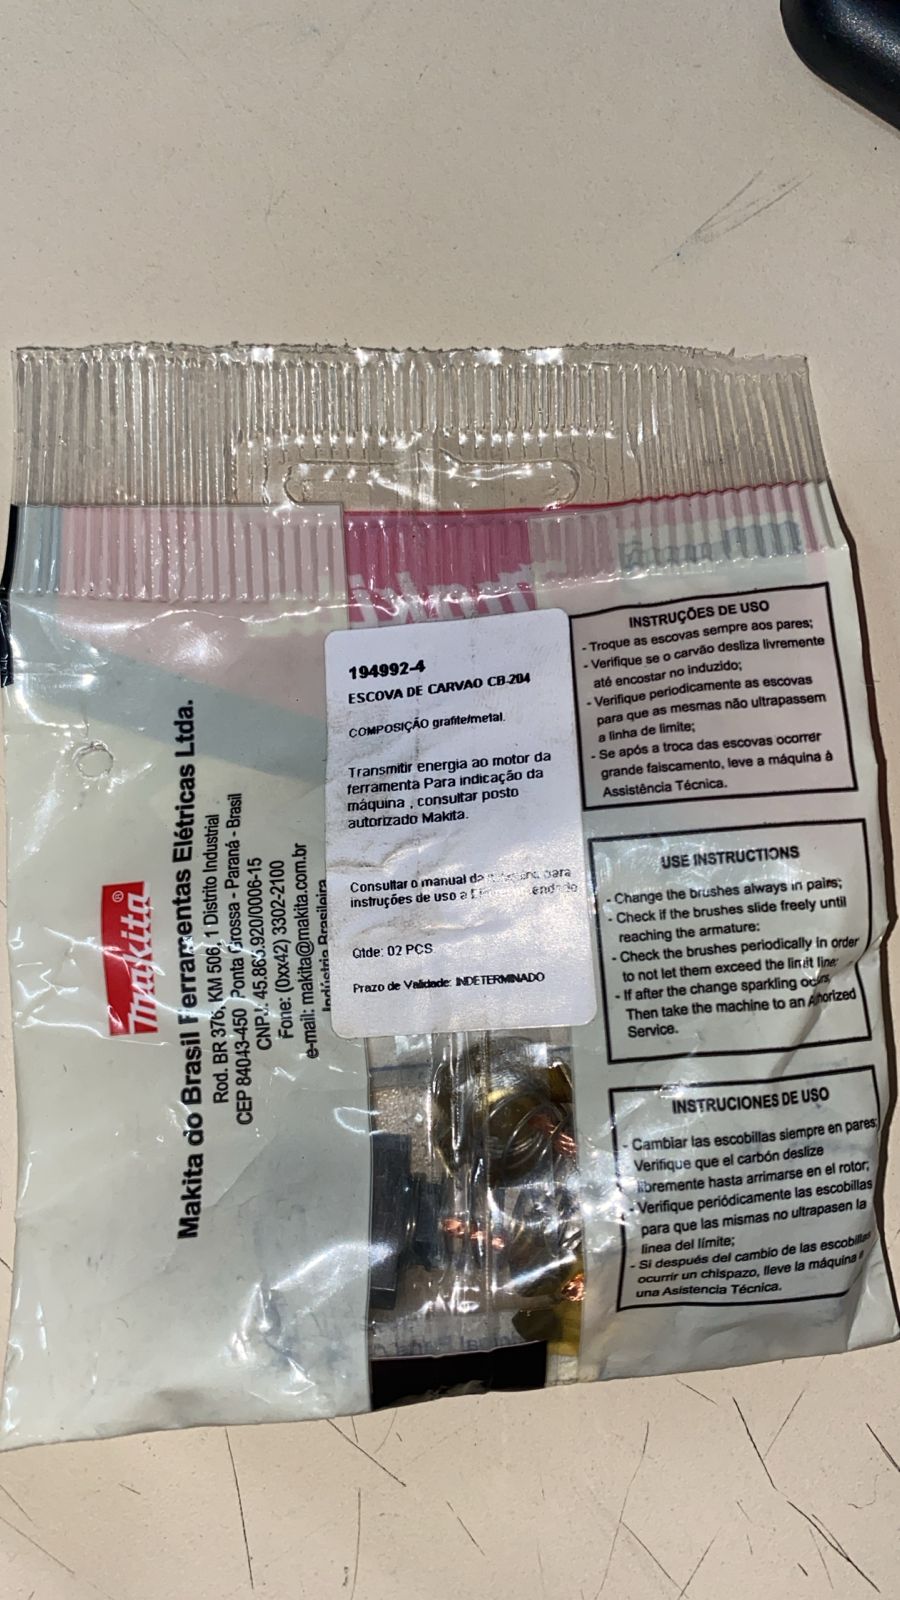 Makita
194992-4
ESCOVA DE CARVAO CB-204
COMPOSIÇÃO grafite/metal.
Transmitir energia ao motor da
ferramenta Para indicação da
máquina , consultar posto
autorizado Makita.
Consultar o manual da para
instruções de uso a
Qtde: 02 PCS
Prazo de Validade: INDETERMINADO
makita®
Makita do Brasil Ferramentas Elétricas Ltda.
Rod. BR 376, KM 506, 1 Distrito Industrial
CEP 84043-450 Ponta Grossa - Paraná - Brasil
45.865.920/0006-15
Fone: (0xx42) 3302-2100
e-mail: makita@makita.com.br
Indústria Brasileira
INSTRUÇÕES DE USO
- Troque as escovas sempre aos pares;
- Verifique se o carvão desliza livremente
até encostar no induzido;
- Verifique periodicamente as escovas
para que as mesmas não ultrapassem
a linha de limite;
- Se após a troca das escovas ocorrer
grande faiscamento, leve a máquina à
Assistência Técnica.
USE INSTRUCTIONS
- Change the brushes always in pairs;
- Check if the brushes slide freely until
reaching the armature:
- Check the brushes periodically in order
to not let them exceed the limit line;
- If after the change sparkling
Then take the machine to an
Service.
INSTRUCIONES DE USO
- Cambiar las escobillas siempre en pares;
Verifique que el carbón deslize
libremente hasta arrimarse en el rotor;
- Verifique periódicamente las escobillas
para que las mismas no ultrapasen la
linea del límite;
- Si después del cambio de las escobillas
ocurrir un chispazo, lleve la máquina a
una Asistencia Técnica.